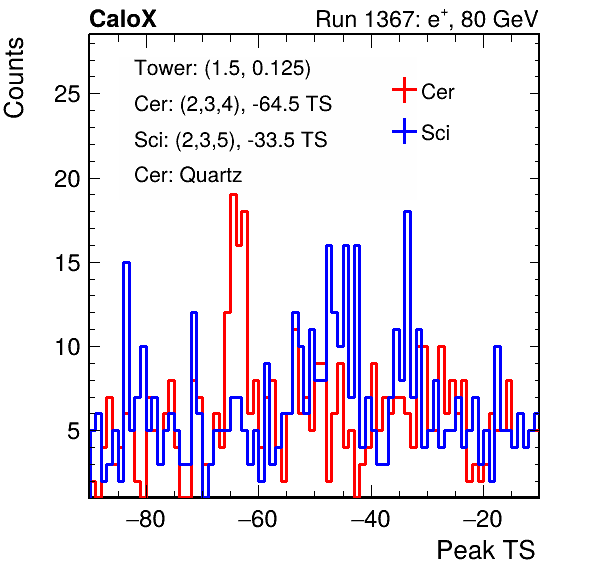 CaloX Run 1367: e⁺, 80 GeV
Counts
Tower: (1.5, 0.125)
Cer: (2,3,4), -64.5 TS
Sci: (2,3,5), -33.5 TS
Cer: Quartz
Cer
Sci
25
20
15
10
5
−80 −60 −40 −20
Peak TS